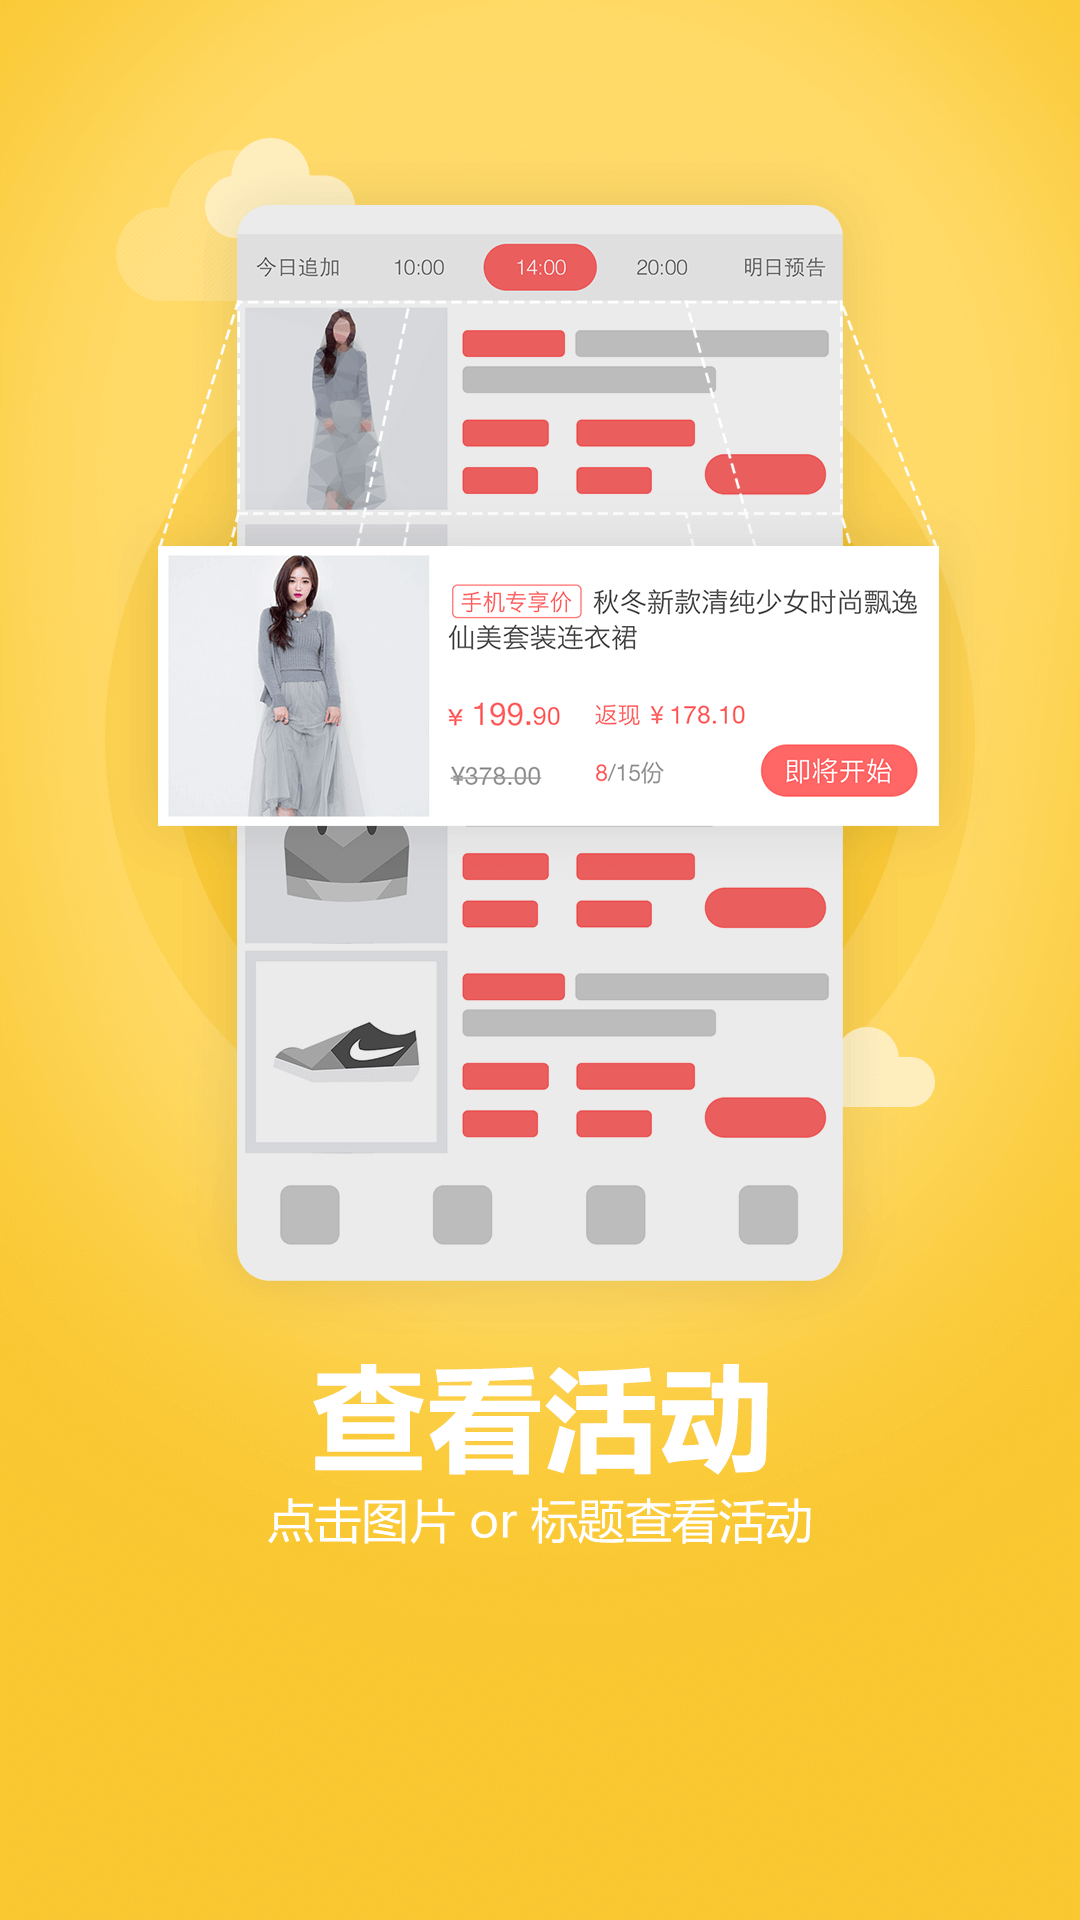 今日追加 10:00 14:00 20:00 明日预告
手机专享价 秋冬新款清纯少女时尚飘逸
仙美套装连衣裙
¥ 199.90 返现 ¥ 178.10
¥378.00 8/15份 即将开始
查看活动
点击图片 or 标题查看活动